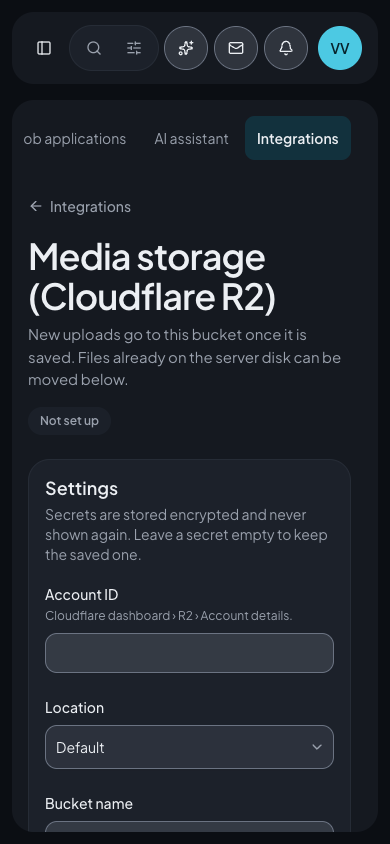 VV
ob applications
AI assistant
Integrations
← Integrations
Media storage
(Cloudflare R2)
New uploads go to this bucket once it is
saved. Files already on the server disk can be
moved below.
Not set up
Settings
Secrets are stored encrypted and never
shown again. Leave a secret empty to keep
the saved one.
Account ID
Cloudflare dashboard › R2 › Account details.
Location
Default
Bucket name